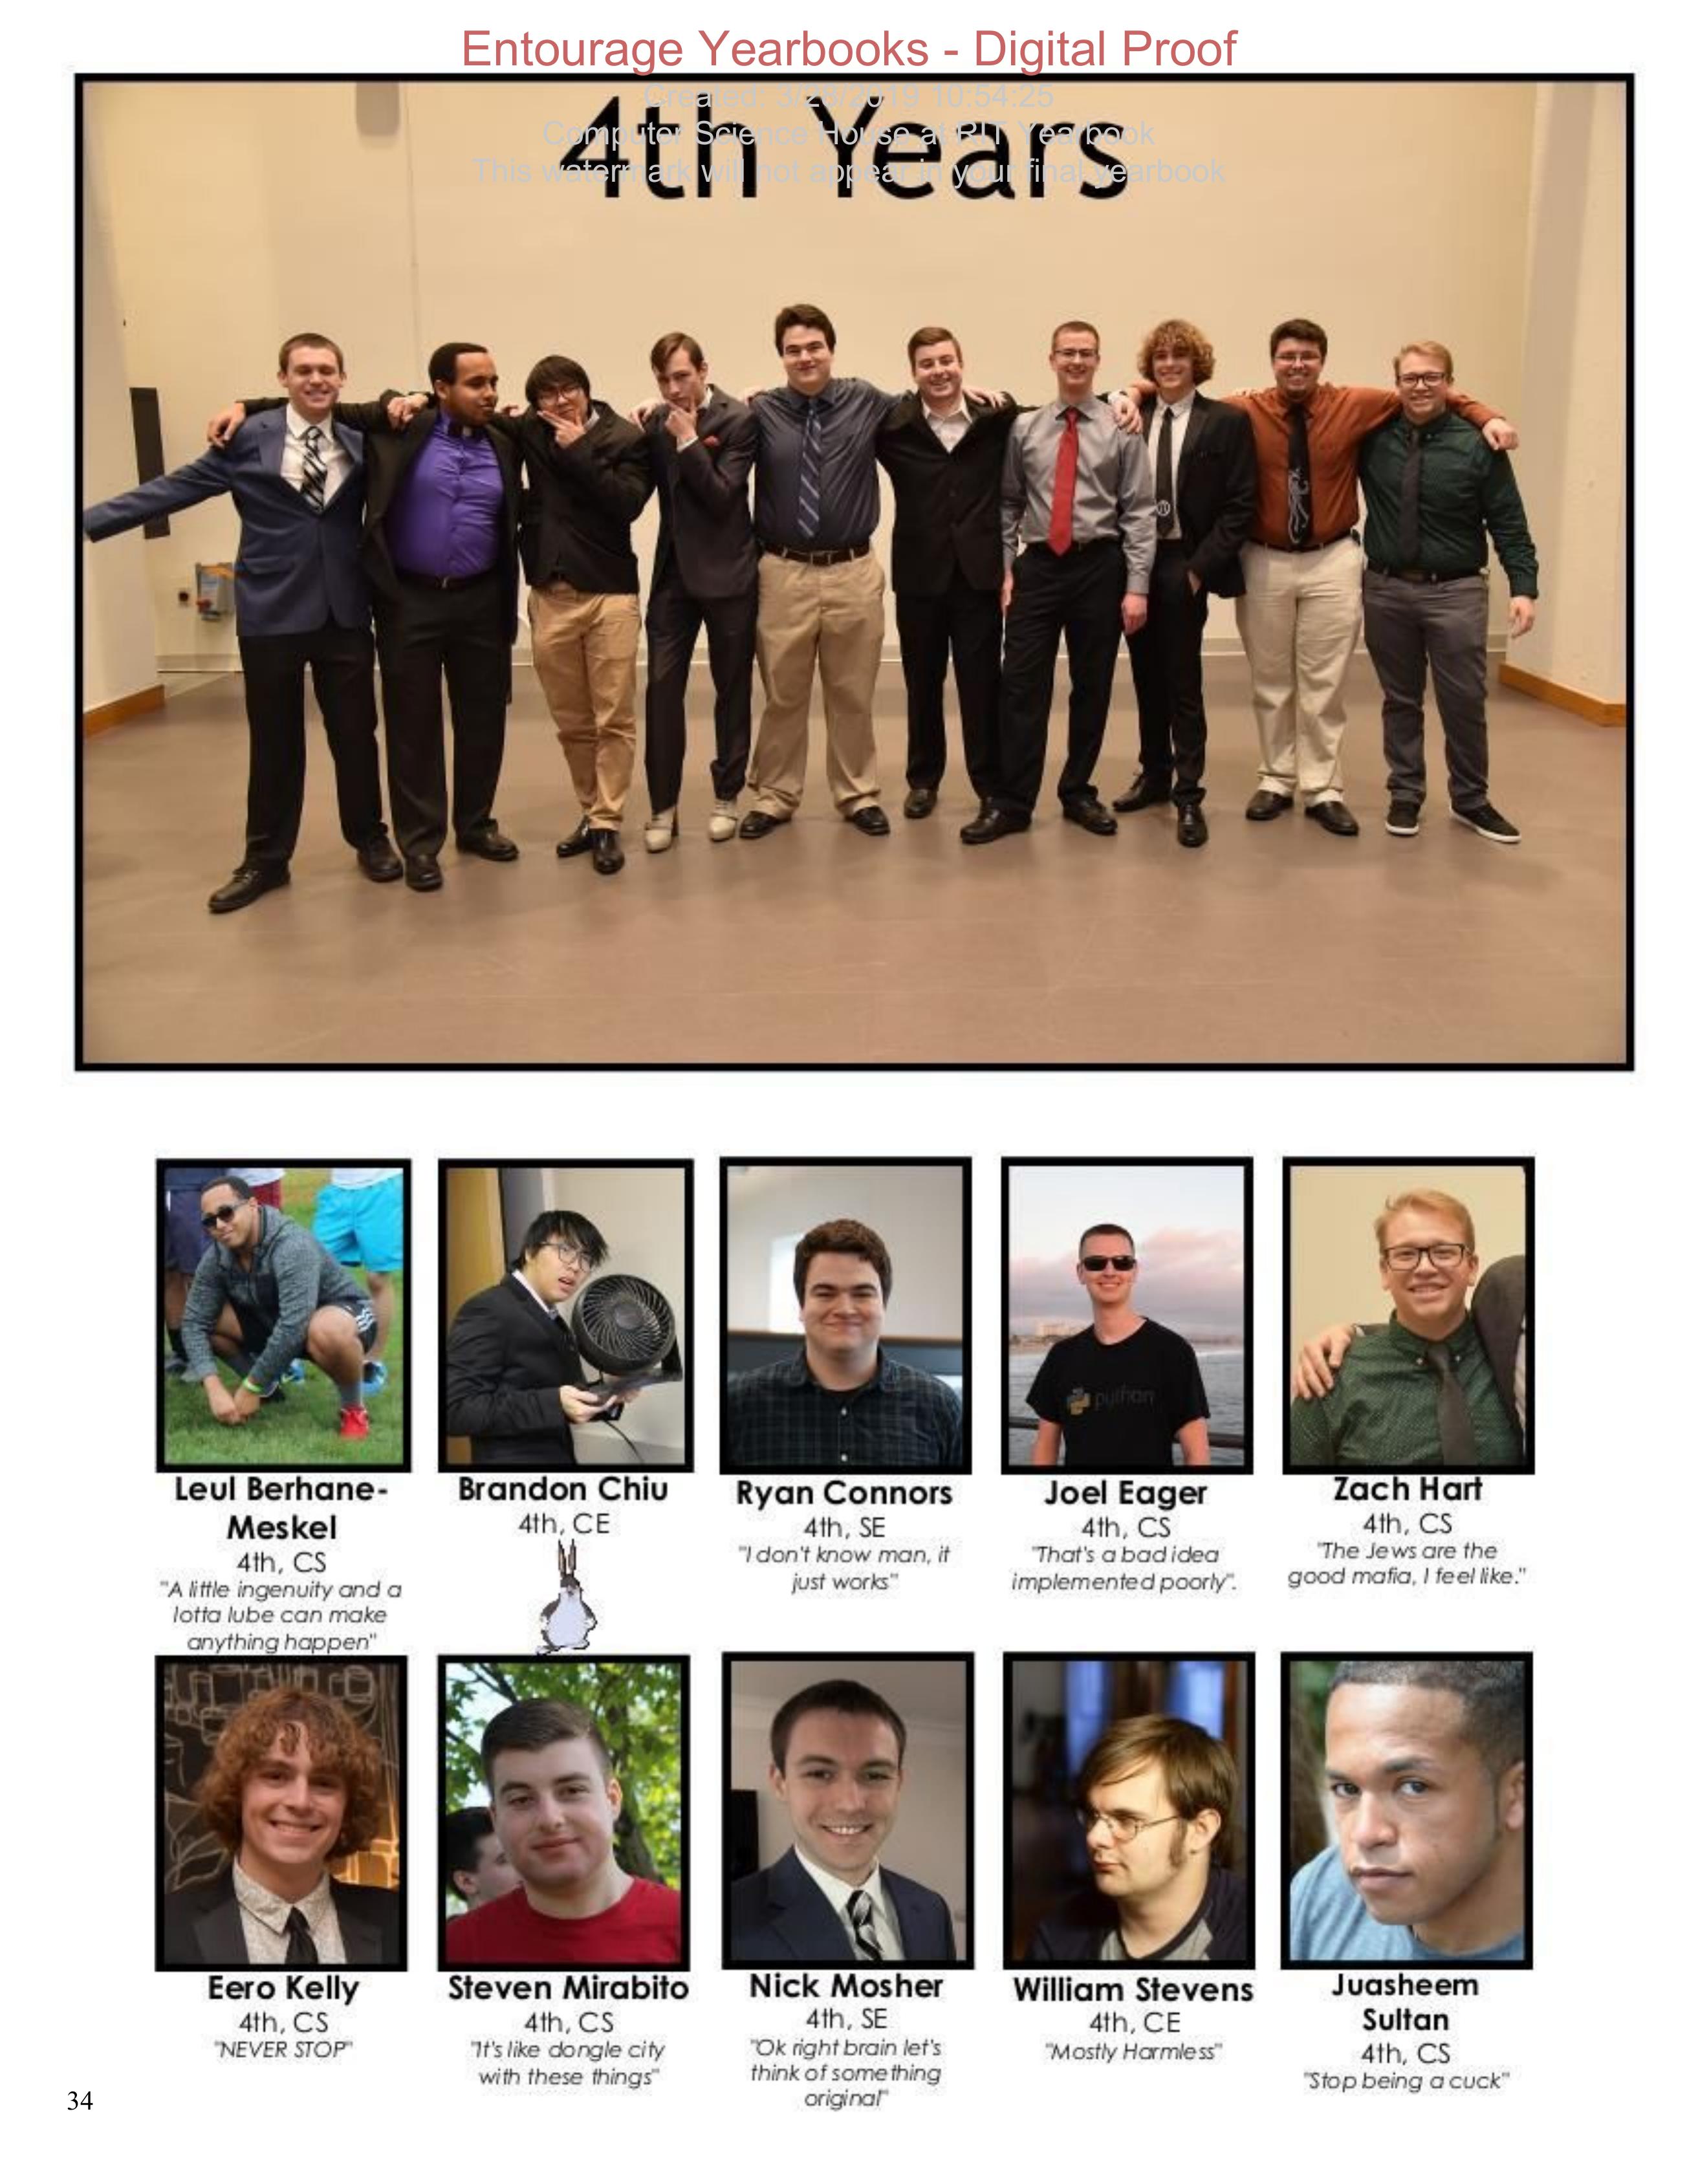 Entourage Yearbooks - Digital Proof
Created: 3/28/2019 10:54:25
Computer Science House at RIT Yearbook
This watermark will not appear in your final yearbook
4th Years
python
Leul Berhane-
Meskel
4th, CS
"A little ingenuity and a
lotta lube can make
anything happen"
Brandon Chiu
4th, CE
Ryan Connors
4th, SE
"I don't know man, it
just works"
Joel Eager
4th, CS
"That's a bad idea
implemented poorly".
Zach Hart
4th, CS
"The Jews are the
good mafia, I feel like."
Eero Kelly
4th, CS
"NEVER STOP"
Steven Mirabito
4th, CS
"It's like dongle city
with these things"
Nick Mosher
4th, SE
"Ok right brain let's
think of something
original"
William Stevens
4th, CE
"Mostly Harmless"
Juasheem
Sultan
4th, CS
"Stop being a cuck"
34